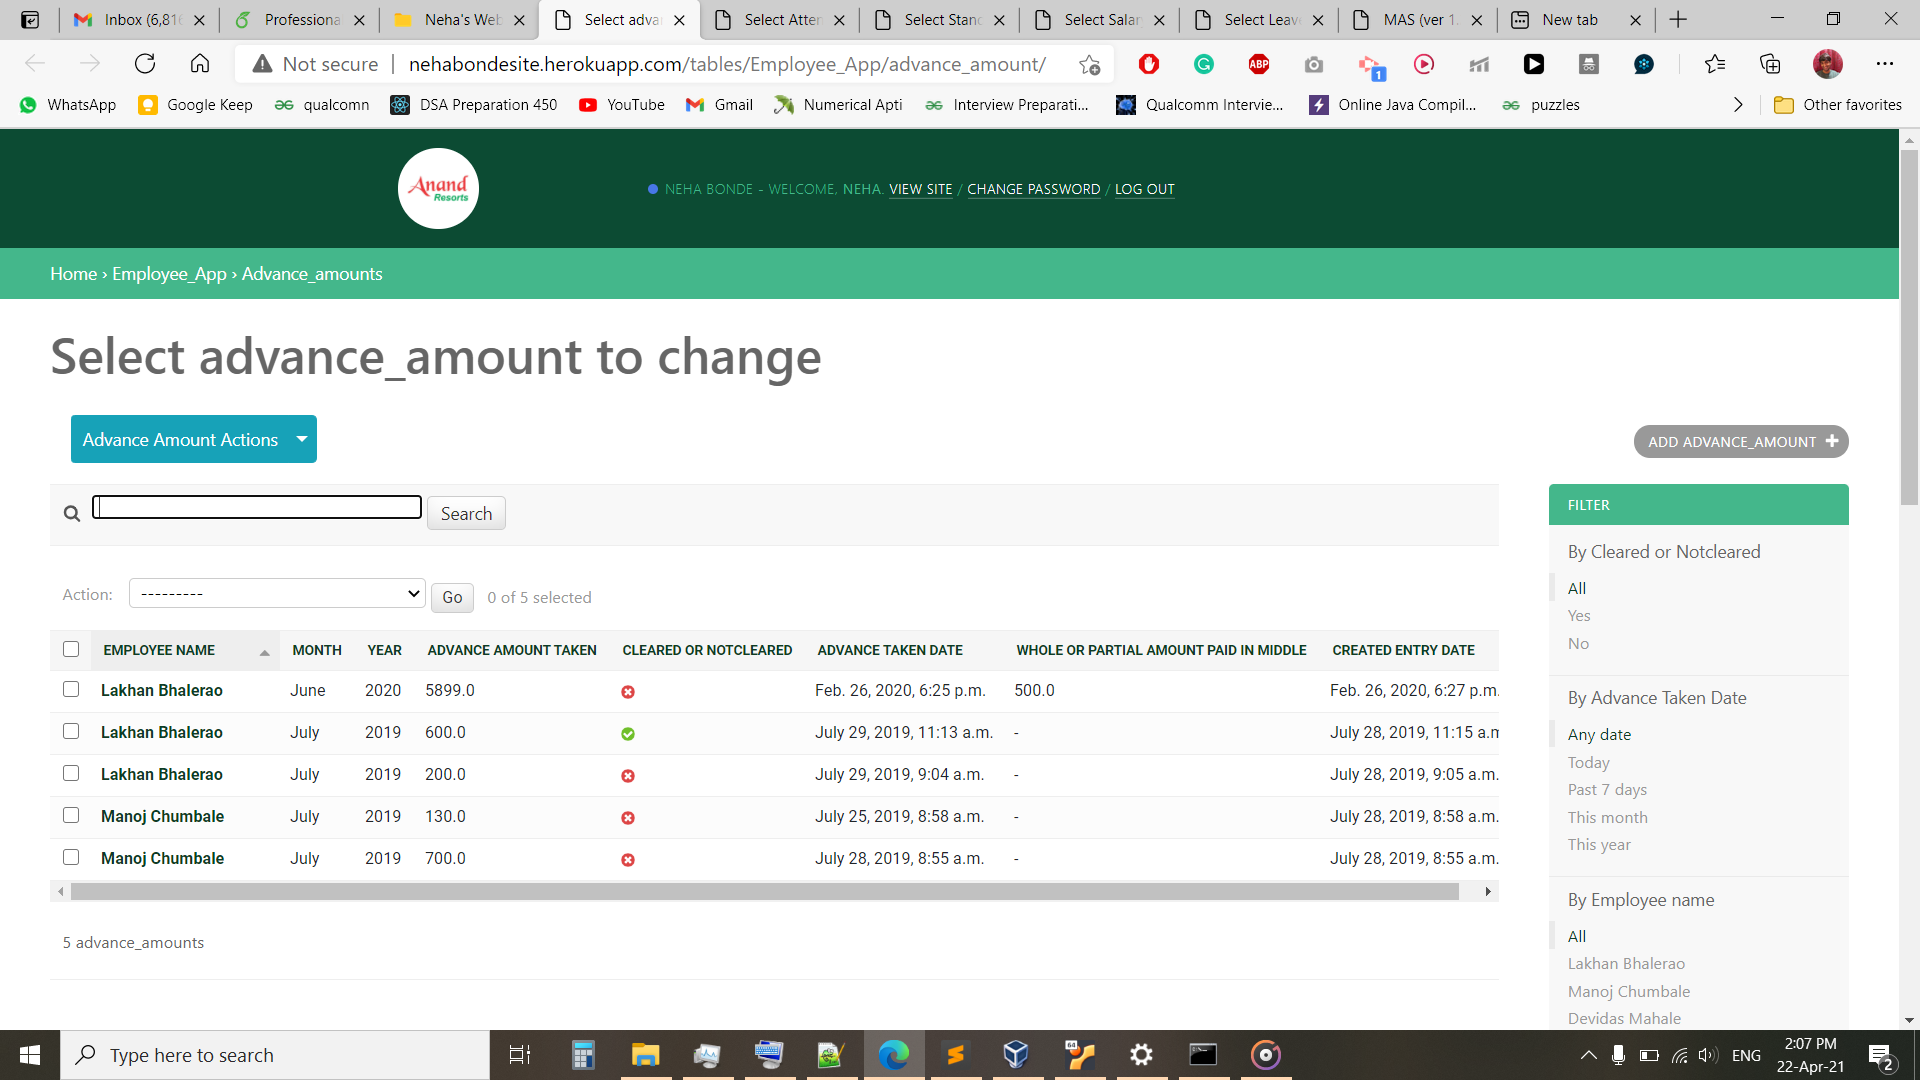 Inbox (6,816
Professiona
Neha's Web
Select adva
Select Atten
Select Stand
Select Salar
Select Leave
MAS (ver 1.
New tab
Not secure | nehabondesite.herokuapp.com/tables/Employee_App/advance_amount/
ABP
1
WhatsApp
Google Keep
qualcomn
DSA Preparation 450
YouTube
Gmail
Numerical Apti
Interview Preparati...
Qualcomm Intervie...
Online Java Compil...
puzzles
Other favorites
Anand
Resorts
NEHA BONDE - WELCOME, NEHA. VIEW SITE / CHANGE PASSWORD / LOG OUT
Home › Employee_App › Advance_amounts
Select advance_amount to change
Advance Amount Actions
ADD ADVANCE_AMOUNT +
Search
Action: --------- Go 0 of 5 selected
EMPLOYEE NAME MONTH YEAR ADVANCE AMOUNT TAKEN CLEARED OR NOTCLEARED ADVANCE TAKEN DATE WHOLE OR PARTIAL AMOUNT PAID IN MIDDLE CREATED ENTRY DATE
Lakhan Bhalerao June 2020 5899.0 Feb. 26, 2020, 6:25 p.m. 500.0 Feb. 26, 2020, 6:27 p.m.
Lakhan Bhalerao July 2019 600.0 July 29, 2019, 11:13 a.m. - July 28, 2019, 11:15 a.m
Lakhan Bhalerao July 2019 200.0 July 29, 2019, 9:04 a.m. - July 28, 2019, 9:05 a.m.
Manoj Chumbale July 2019 130.0 July 25, 2019, 8:58 a.m. - July 28, 2019, 8:58 a.m.
Manoj Chumbale July 2019 700.0 July 28, 2019, 8:55 a.m. - July 28, 2019, 8:55 a.m.
5 advance_amounts
FILTER
By Cleared or Notcleared
All
Yes
No
By Advance Taken Date
Any date
Today
Past 7 days
This month
This year
By Employee name
All
Lakhan Bhalerao
Manoj Chumbale
Devidas Mahale
Type here to search
64
ENG
2:07 PM
22-Apr-21
2